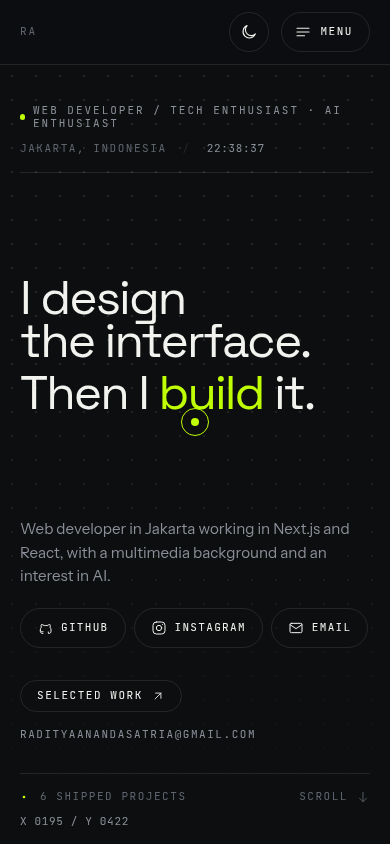 RA
MENU
WEB DEVELOPER / TECH ENTHUSIAST · AI
ENTHUSIAST
JAKARTA, INDONESIA / 22:38:37
I design
the interface.
Then I build it.
Web developer in Jakarta working in Next.js and
React, with a multimedia background and an
interest in AI.
GITHUB INSTAGRAM EMAIL
SELECTED WORK
RADITYAANANDASATRIA@GMAIL.COM
6 SHIPPED PROJECTS SCROLL
X 0195 / Y 0422